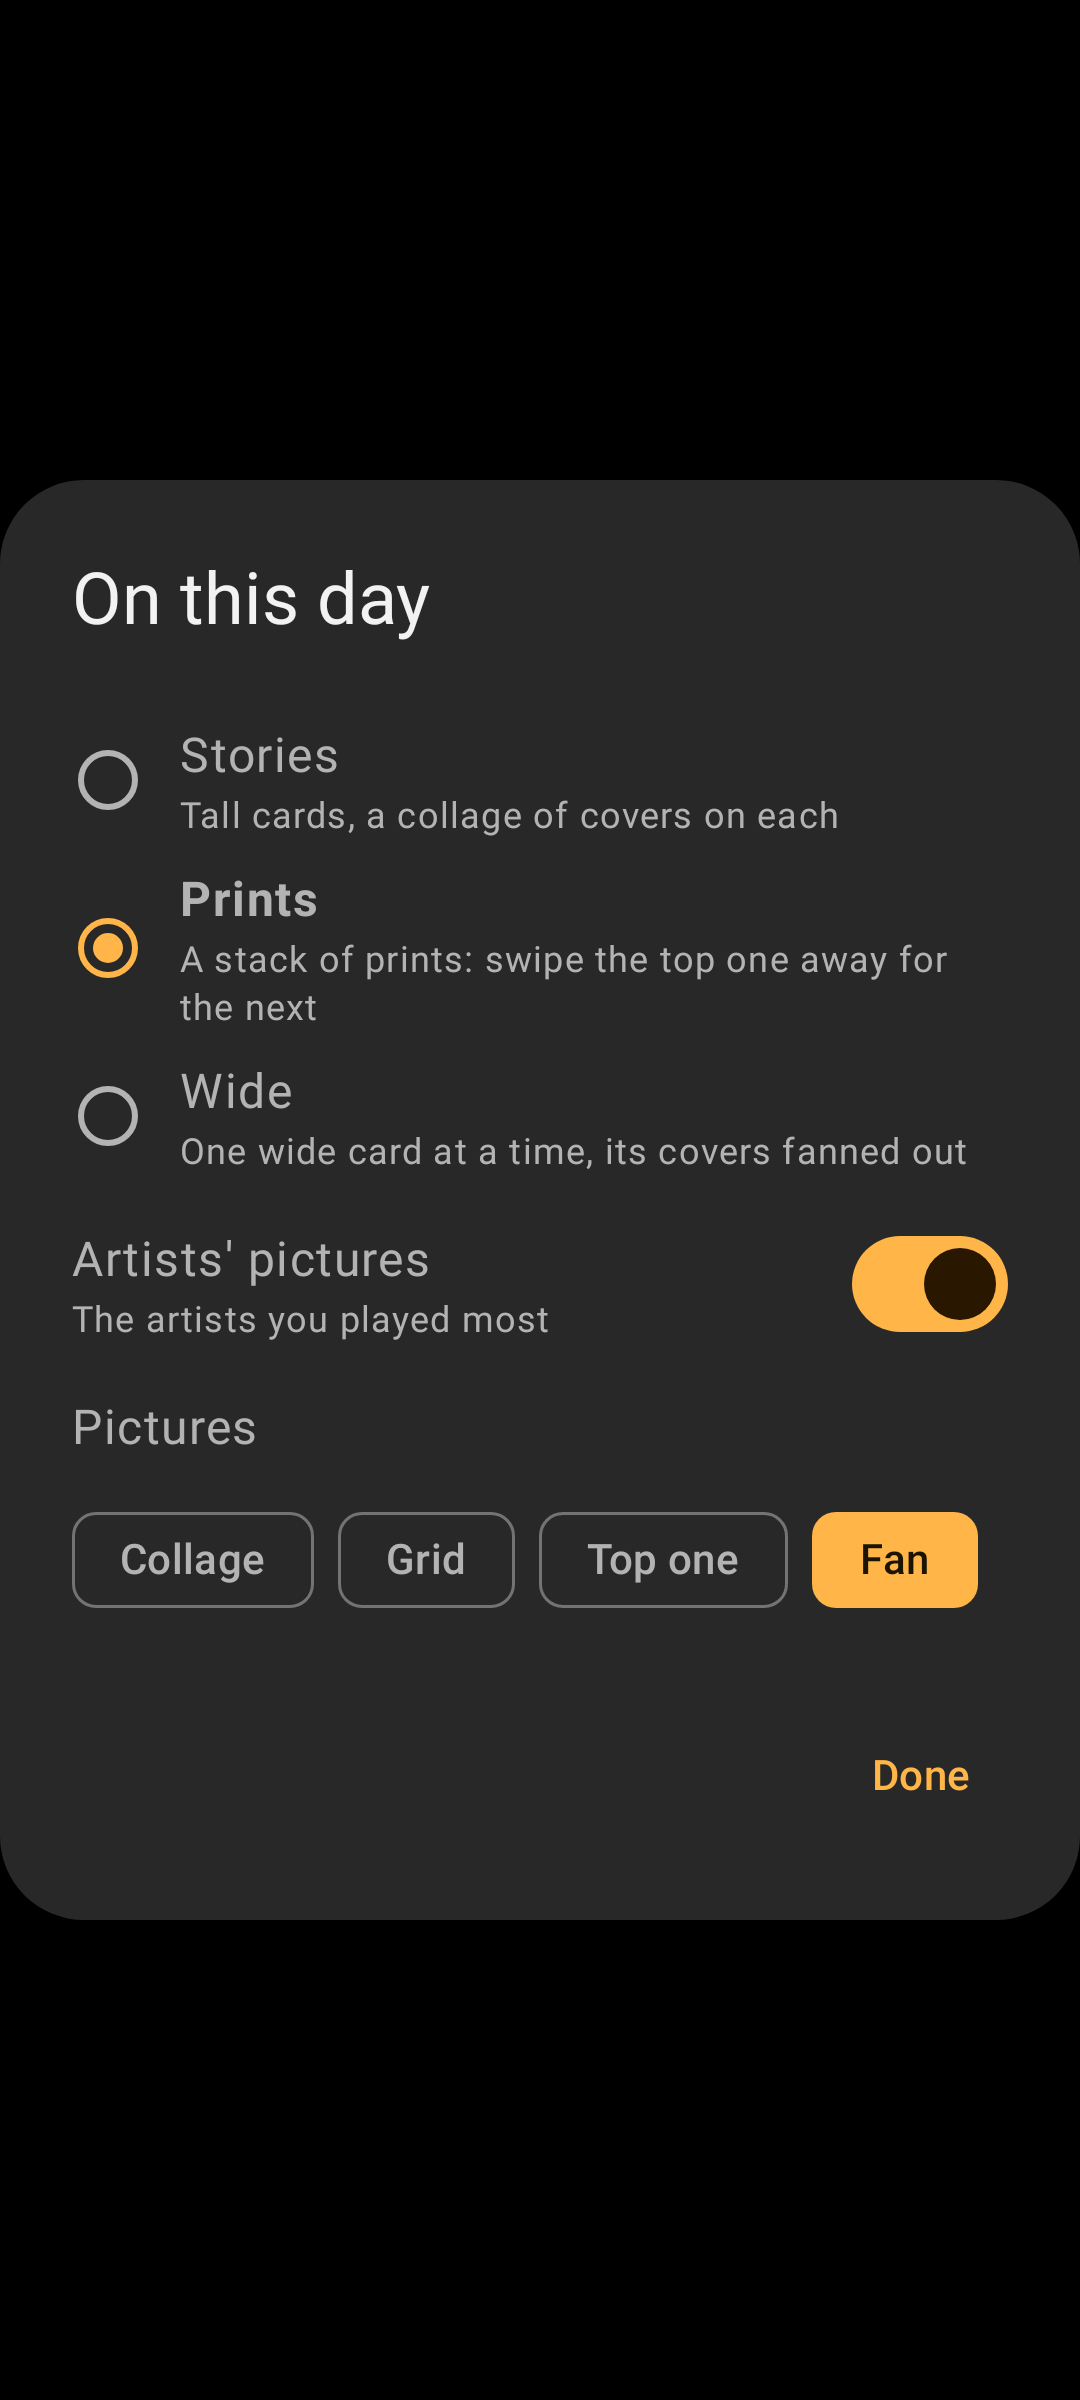 On this day
Stories
Tall cards, a collage of covers on each
Prints
A stack of prints: swipe the top one away for
the next
Wide
One wide card at a time, its covers fanned out
Artists' pictures
The artists you played most
Pictures
Collage
Grid
Top one
Fan
Done